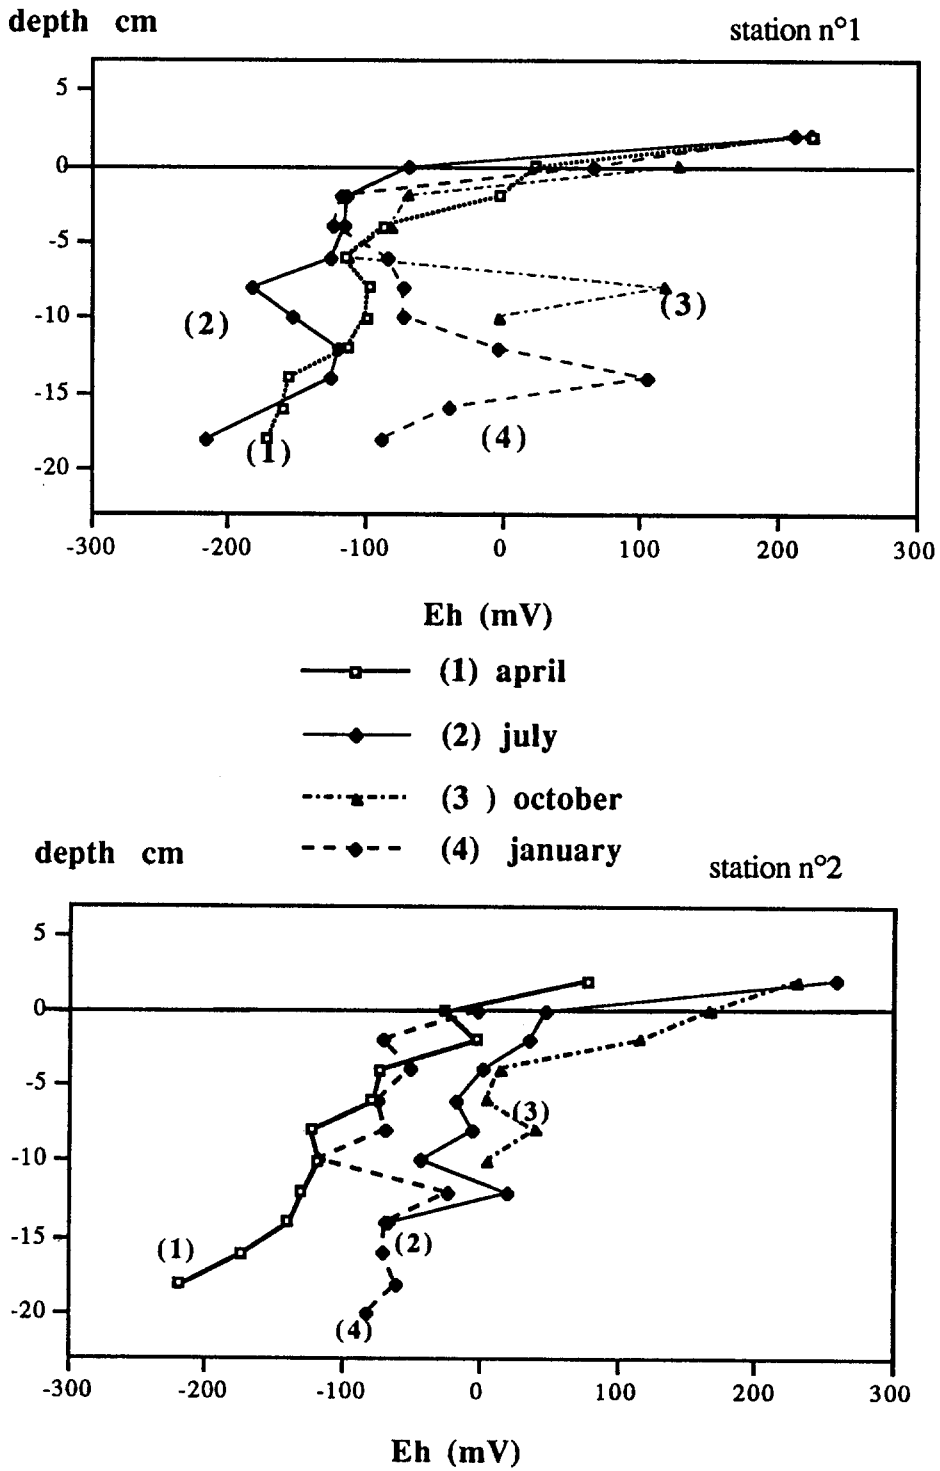 depth cm
station n°1
5
0
-5
-10
-15
-20
(2)
(3)
(1)
(4)
-300 -200 -100 0 100 200 300
Eh (mV)
(1) april
(2) july
(3 ) october
(4) january
depth cm
station n°2
5
0
-5
-10
-15
-20
(3)
(1)
(2)
(4)
-300 -200 -100 0 100 200 300
Eh (mV)